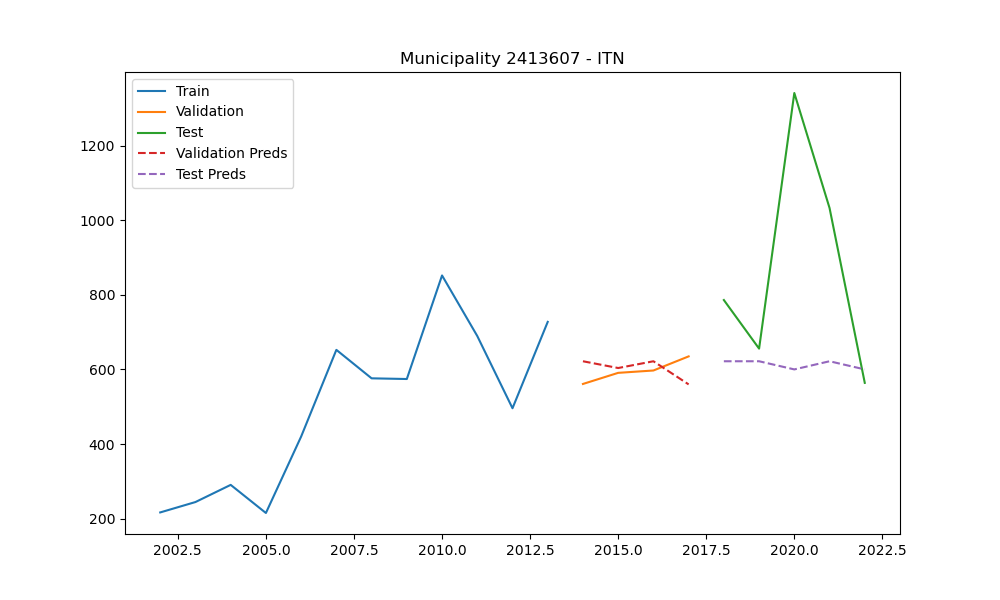 Municipality 2413607 - ITN
Train
Validation
Test
Validation Preds
Test Preds
1200
1000
800
600
400
200
2002.5 2005.0 2007.5 2010.0 2012.5 2015.0 2017.5 2020.0 2022.5